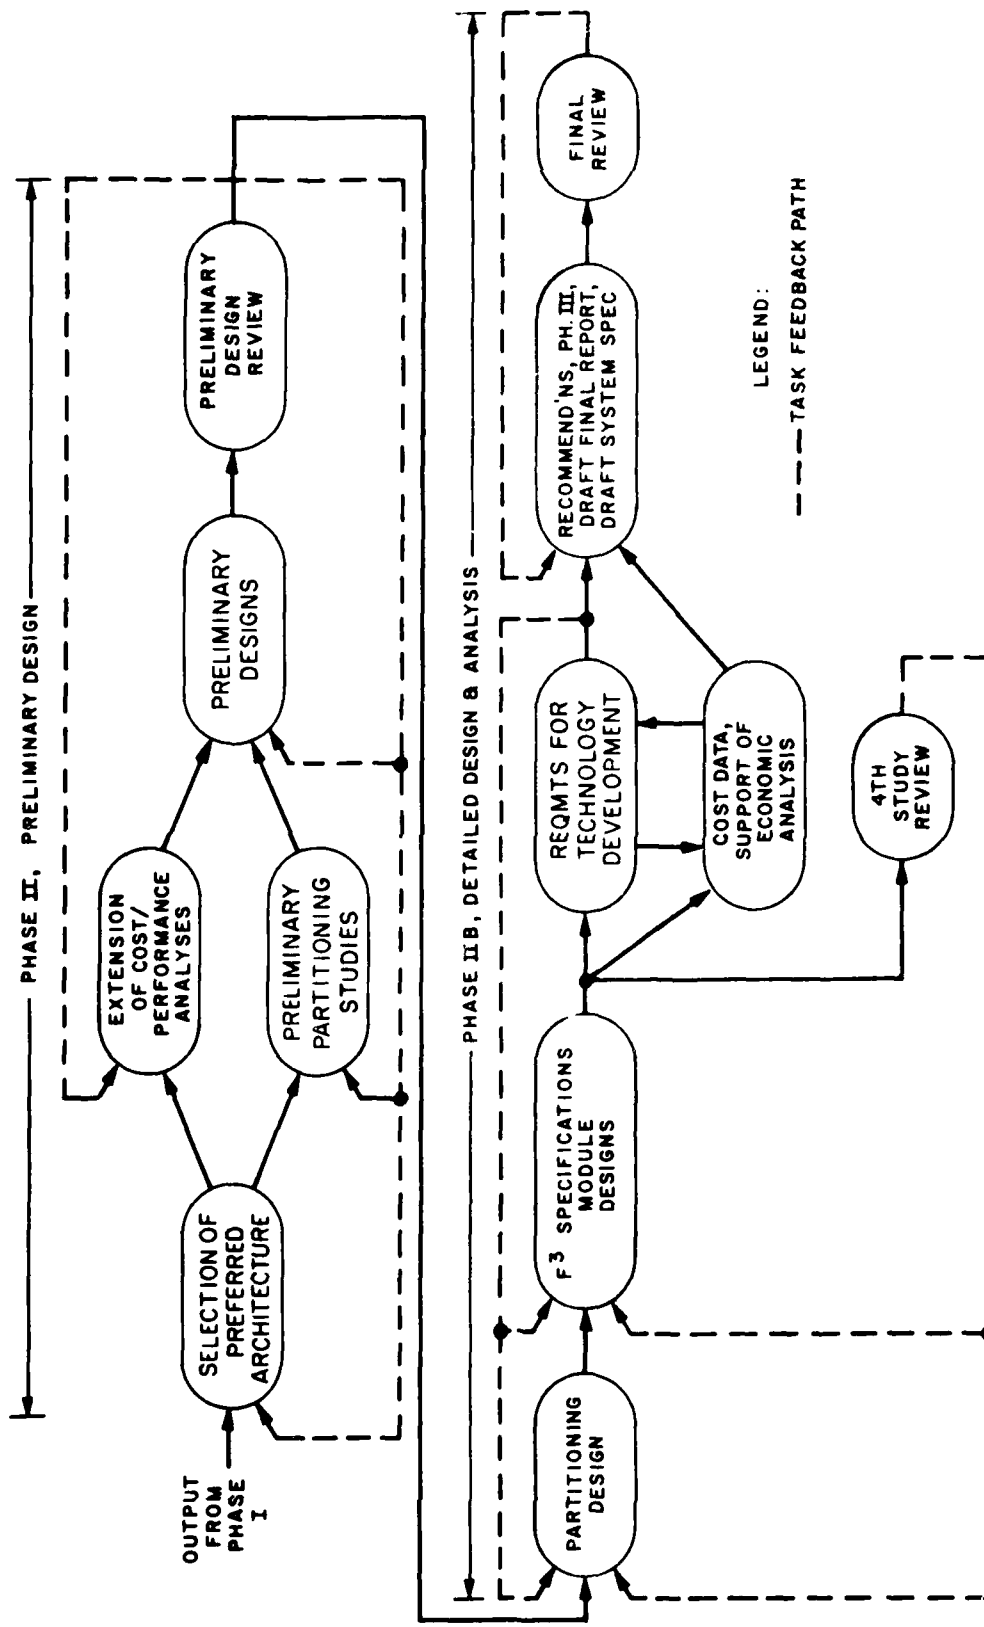 PHASE II, PRELIMINARY DESIGN
OUTPUT
FROM
PHASE
I
SELECTION OF
PREFERRED
ARCHITECTURE
EXTENSION
OF COST/
PERFORMANCE
ANALYSES
PRELIMINARY
PARTITIONING
STUDIES
PRELIMINARY
DESIGNS
PRELIMINARY
DESIGN
REVIEW
PHASE IIB, DETAILED DESIGN & ANALYSIS
PARTITIONING
DESIGN
F³ SPECIFICATIONS
MODULE
DESIGNS
REQMTS FOR
TECHNOLOGY
DEVELOPMENT
COST DATA,
SUPPORT OF
ECONOMIC
ANALYSIS
4TH
STUDY
REVIEW
RECOMMEND'NS, PH. III,
DRAFT FINAL REPORT,
DRAFT SYSTEM SPEC
FINAL
REVIEW
LEGEND:
TASK FEEDBACK PATH